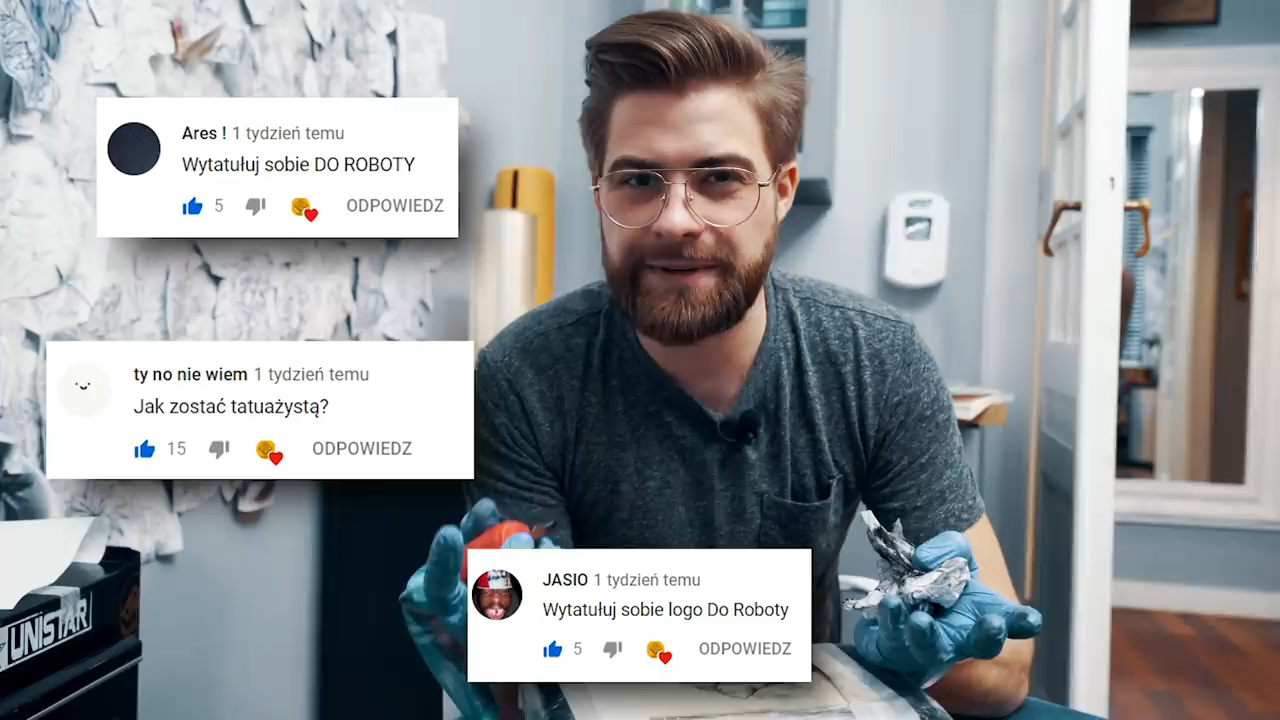 Ares ! 1 tydzień temu
Wytatułuj sobie DO ROBOTY
5 ODPOWIEDZ
ty no nie wiem 1 tydzień temu
Jak zostać tatuażystą?
15 ODPOWIEDZ
JASIO 1 tydzień temu
Wytatułuj sobie logo Do Roboty
5 ODPOWIEDZ
UNISTAR